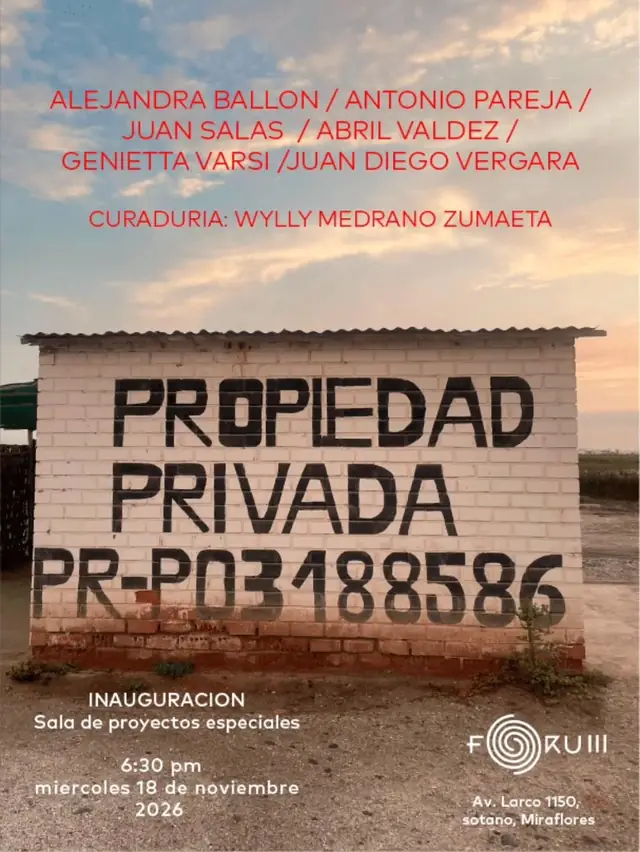 ALEJANDRA BALLON / ANTONIO PAREJA /
JUAN SALAS / ABRIL VALDEZ /
GENIETTA VARSI /JUAN DIEGO VERGARA
CURADURIA: WYLLY MEDRANO ZUMAETA
PROPIEDAD
PRIVADA
PR-P03188586
INAUGURACION
Sala de proyectos especiales
6:30 pm
miercoles 18 de noviembre
2026
FORUM
Av. Larco 1150,
sotano, Miraflores